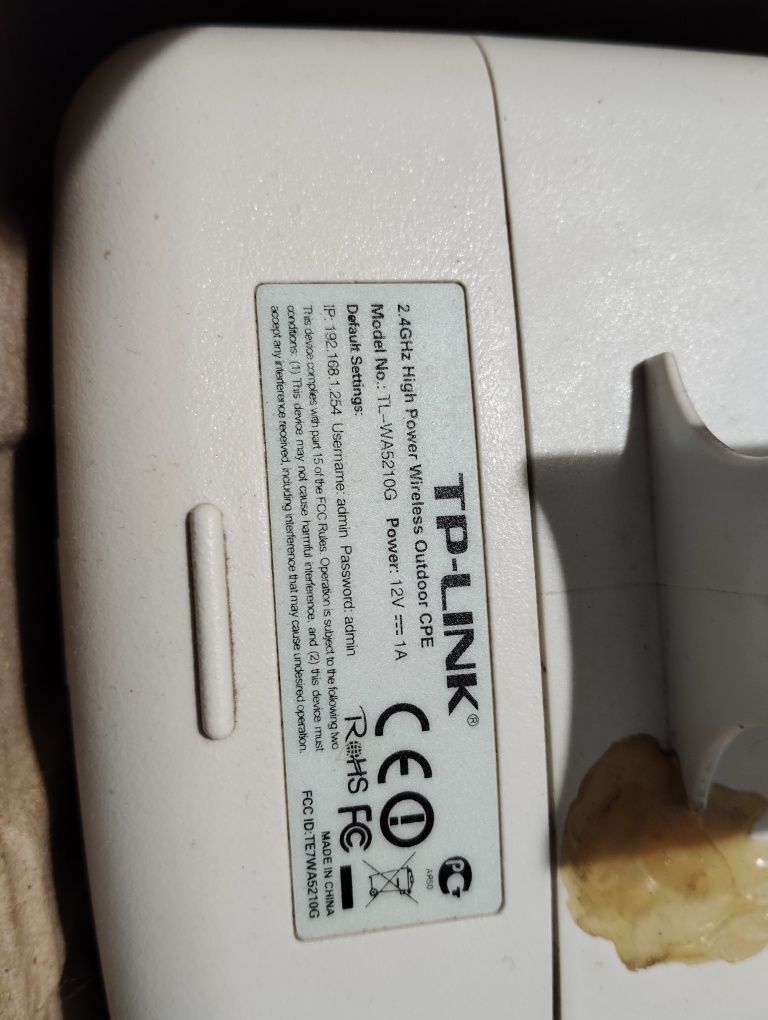 TP-LINK®
2.4GHz High Power Wireless Outdoor CPE
Model No.: TL-WA5210G Power: 12V ⎓ 1A
Default Settings:
IP: 192.168.1.254 Username: admin Password: admin
This device complies with part 15 of the FCC Rules. Operation is subject to the following two
conditions: (1) This device may not cause harmful interference, and (2) this device must
accept any interference received, including interference that may cause undesired operation.
CE
RoHS FC
PG
AR50
MADE IN CHINA
FCC ID:TE7WA5210G